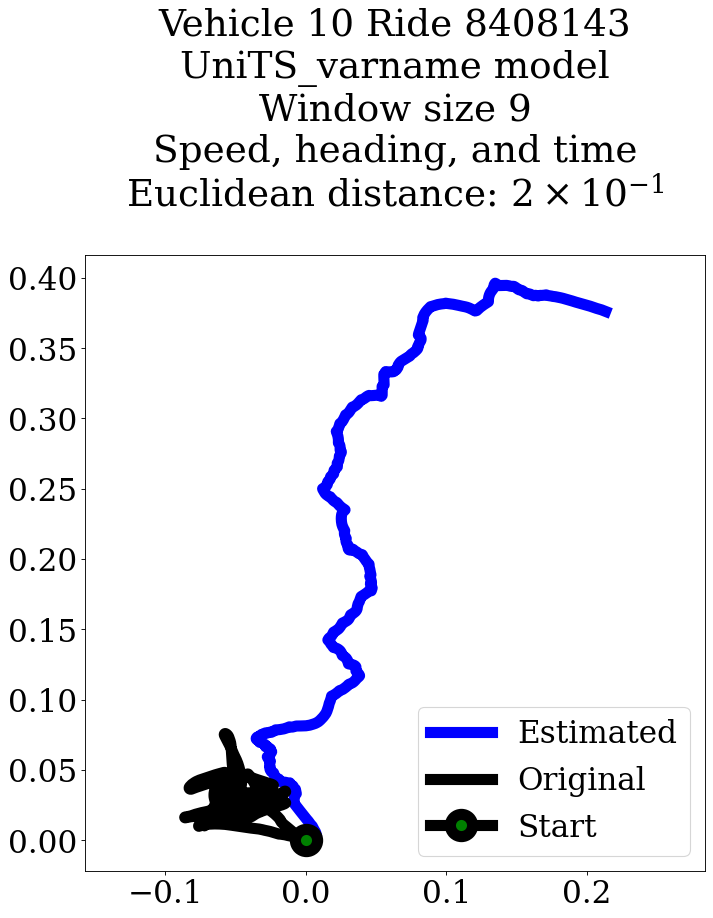 Vehicle 10 Ride 8408143
UniTS_varname model
Window size 9
Speed, heading, and time
Euclidean distance: 2 × 10⁻¹
0.40
0.35
0.30
0.25
0.20
0.15
0.10
0.05
0.00
−0.1 0.0 0.1 0.2
Estimated
Original
Start